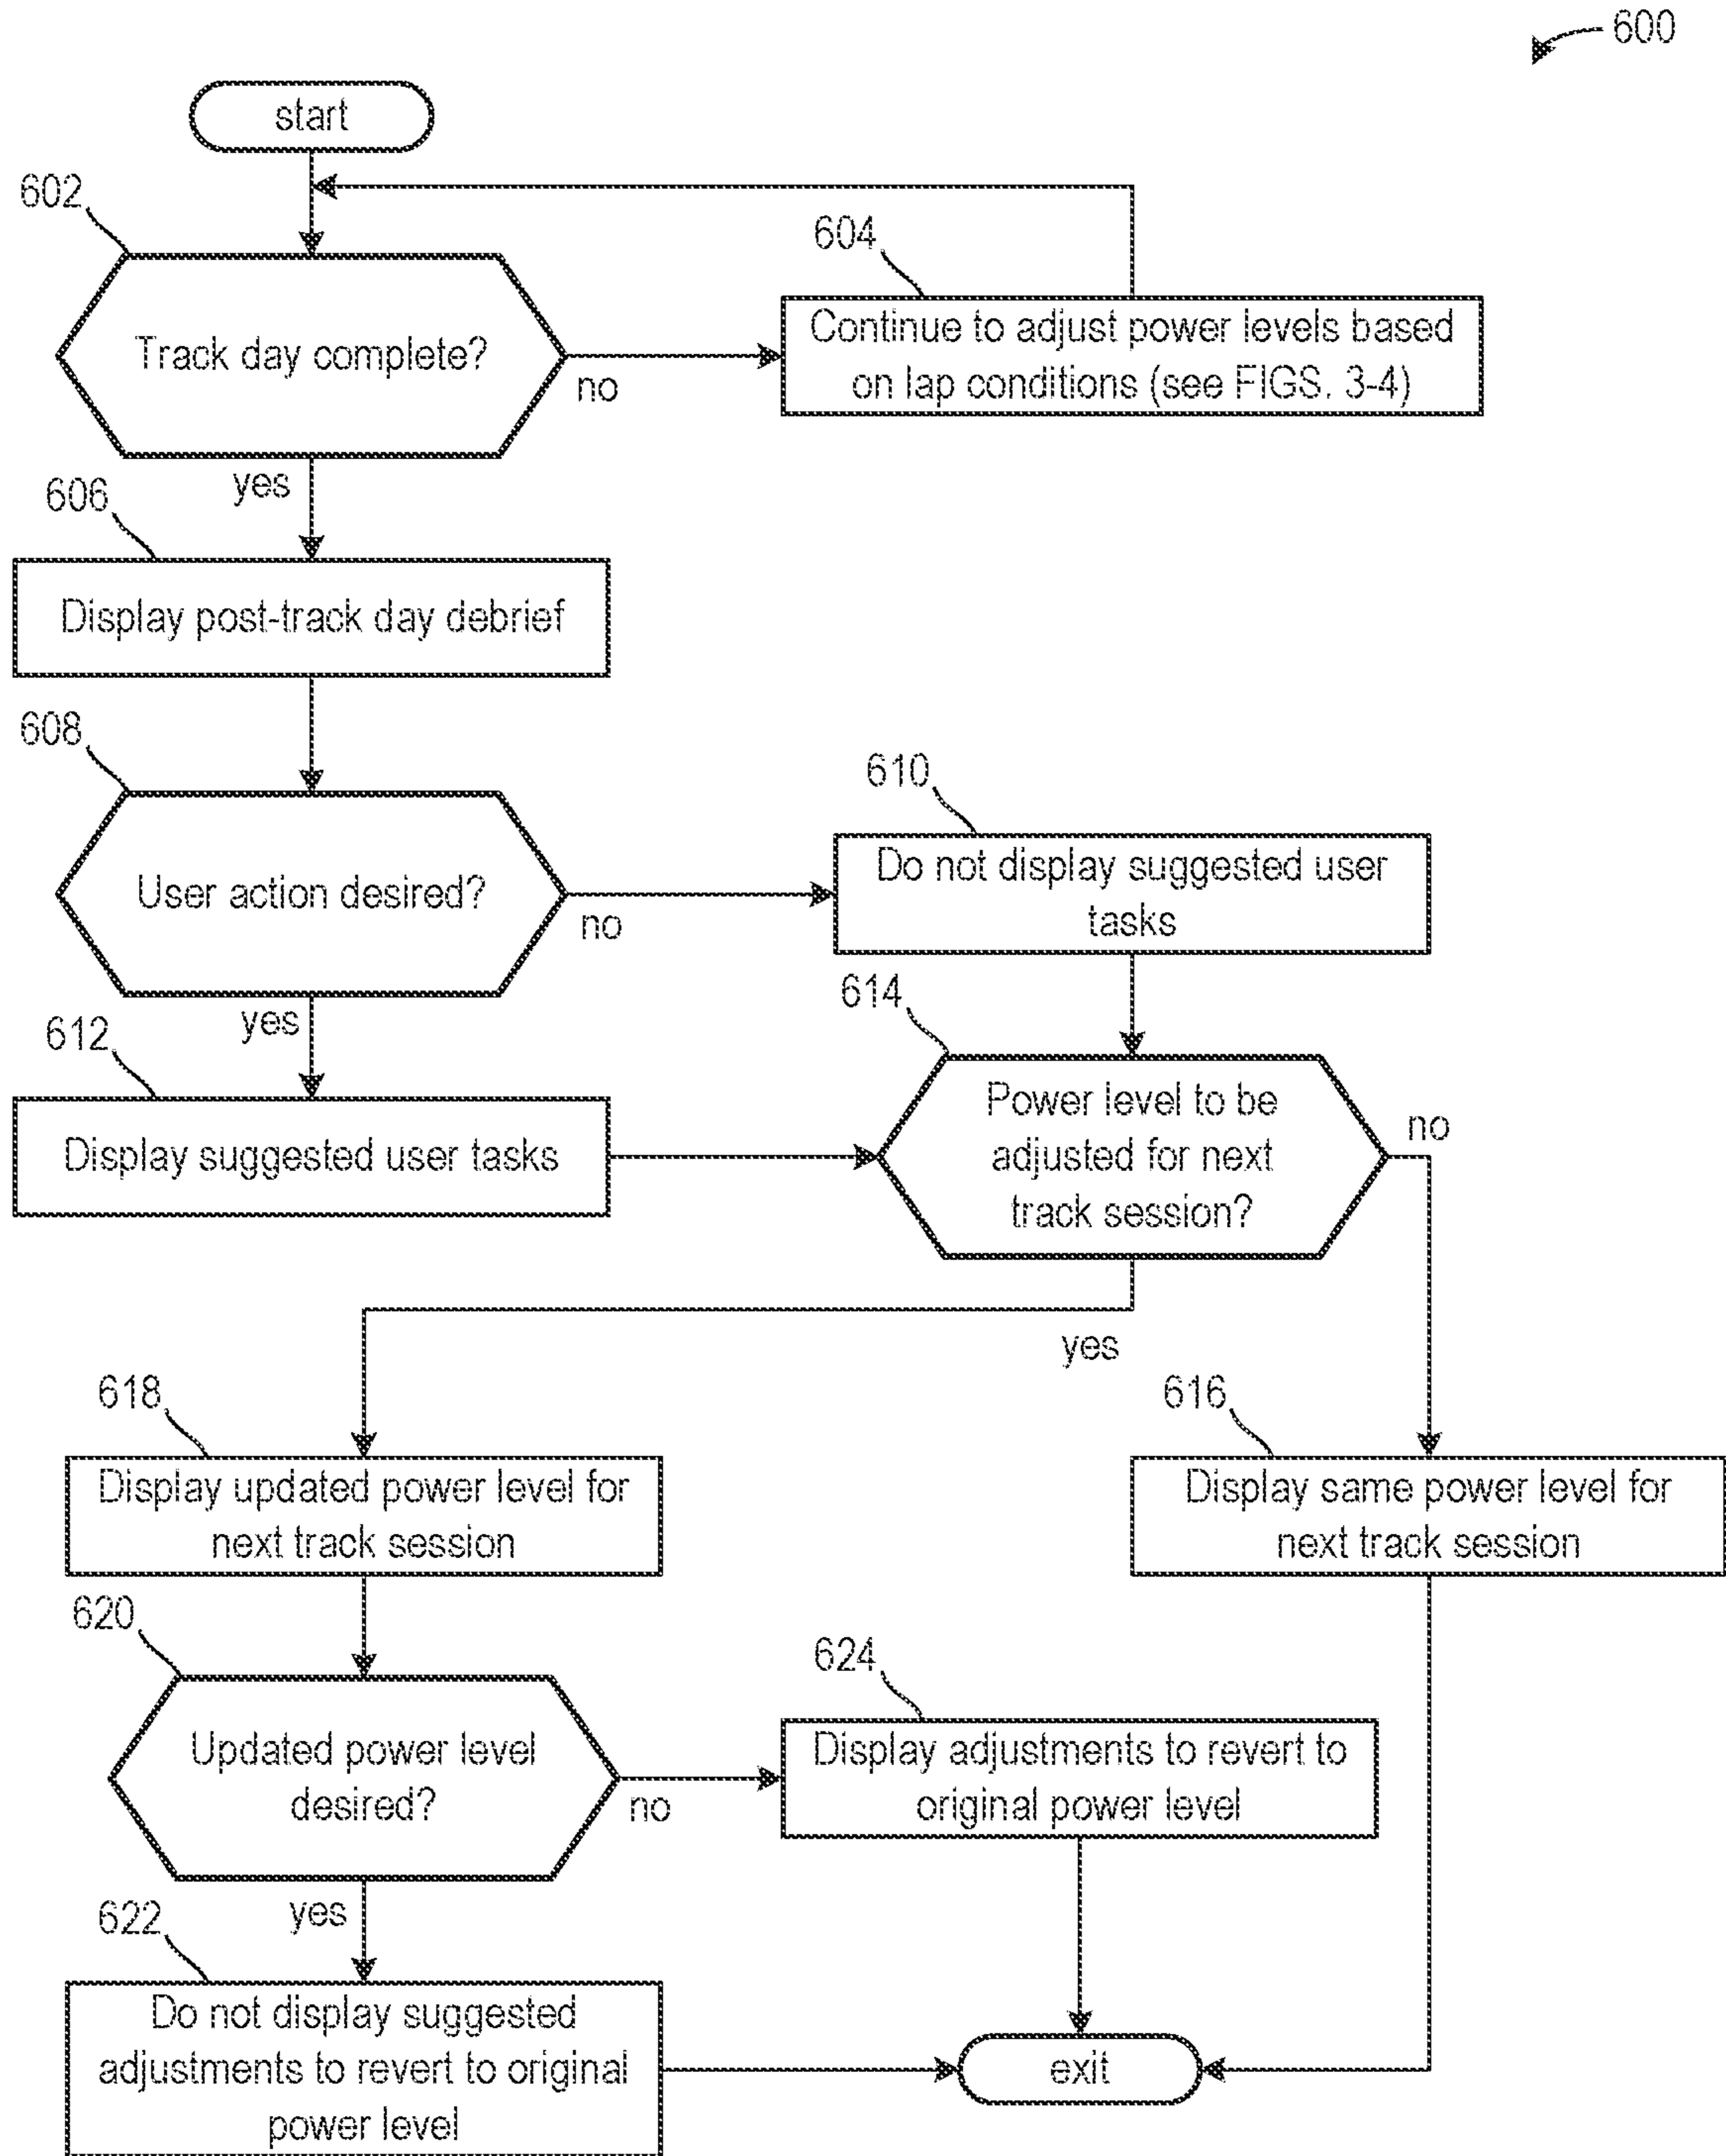 600
start
602
604
Track day complete?
no
Continue to adjust power levels based
on lap conditions (see FIGS. 3-4)
yes
606
Display post-track day debrief
608
User action desired?
no
610
Do not display suggested user
tasks
yes
612
Display suggested user tasks
614
Power level to be
adjusted for next
track session?
no
yes
618
Display updated power level for
next track session
616
Display same power level for
next track session
620
Updated power level
desired?
no
624
Display adjustments to revert to
original power level
yes
622
Do not display suggested
adjustments to revert to original
power level
exit